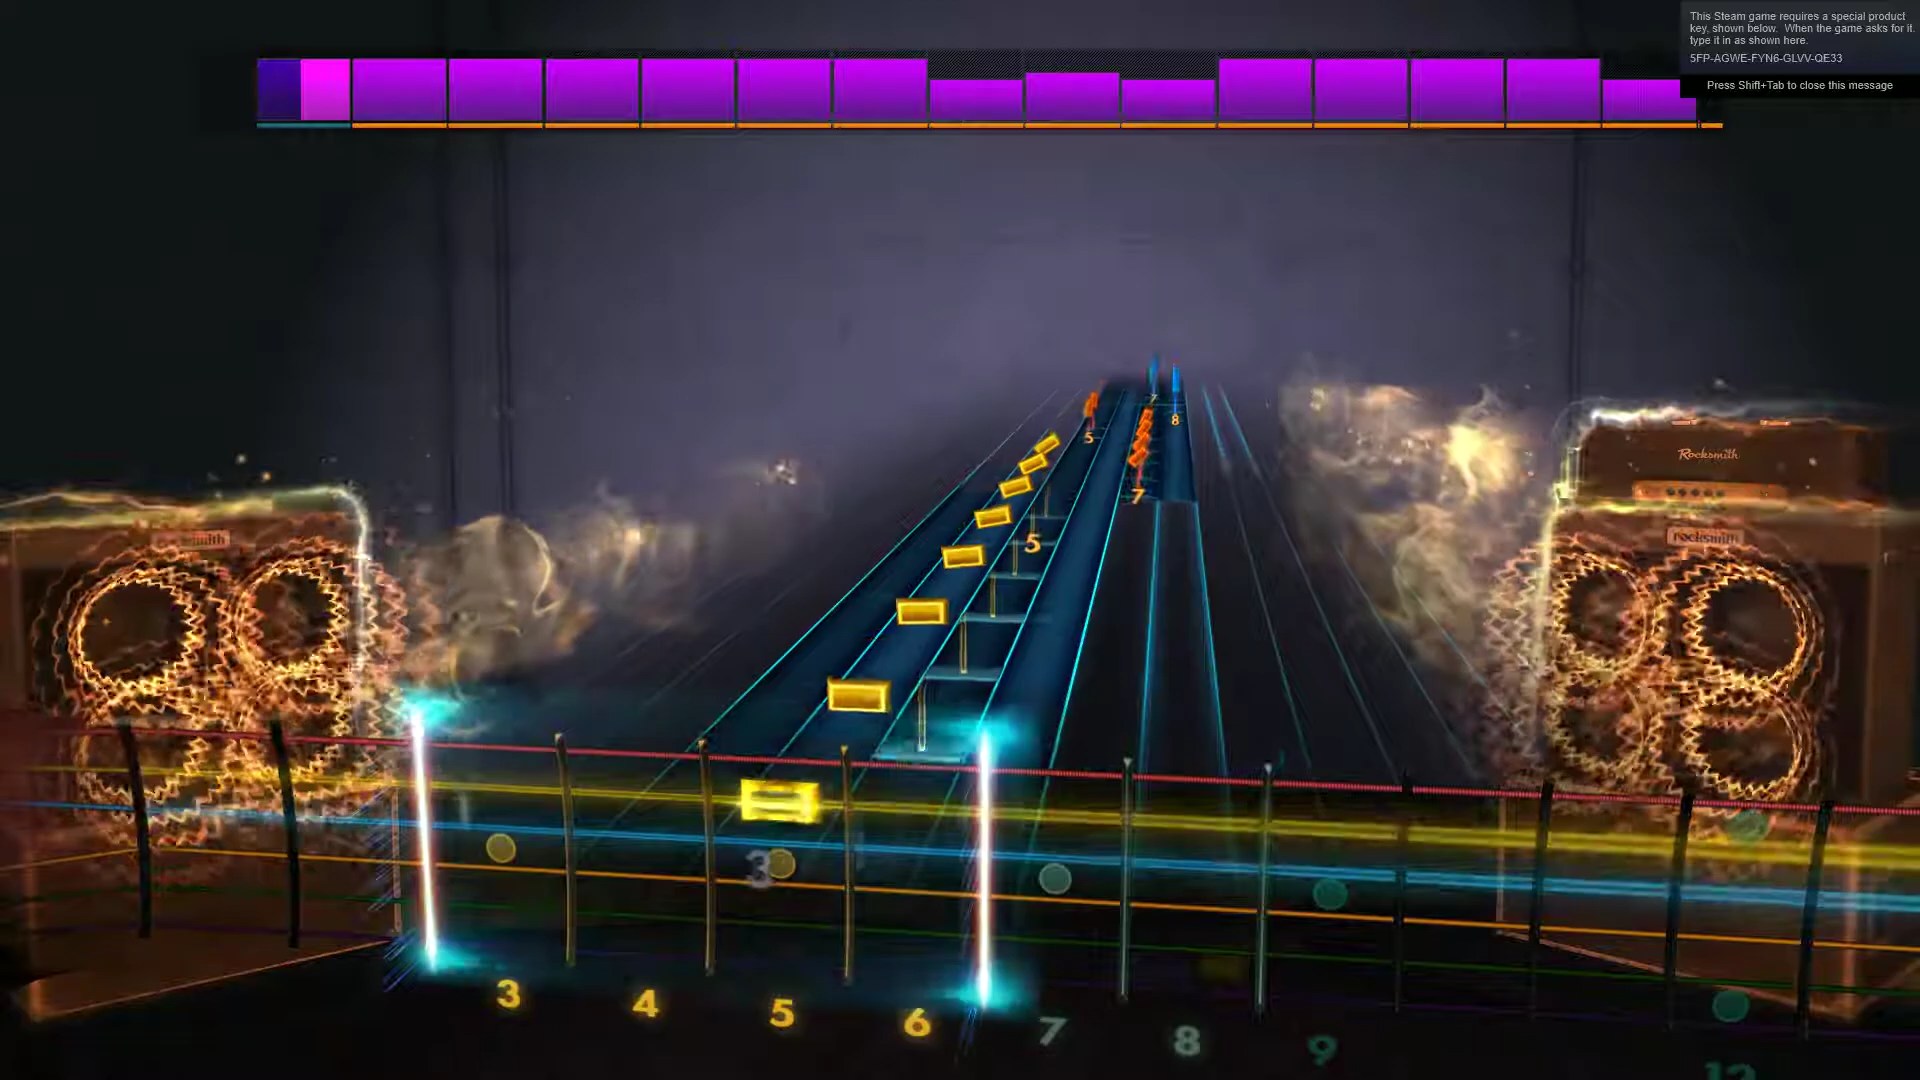 This Steam game requires a special product
key, shown below. When the game asks for it,
type it in as shown here.
5FP-AGWE-FYN6-GLVV-QE33
Press Shift+Tab to close this message
7
8
5
7
5
Rocksmith
rocksmith
3
3
4
5
6
7
8
9
12